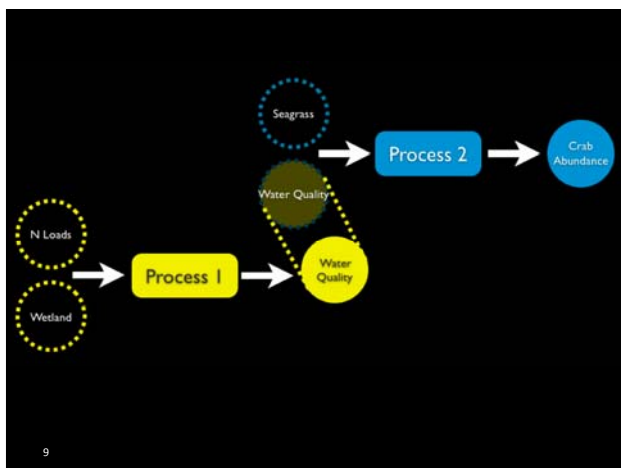 Seagrass
Process 2
Crab
Abundance
Water Quality
N Loads
Process 1
Water
Quality
Wetland
9